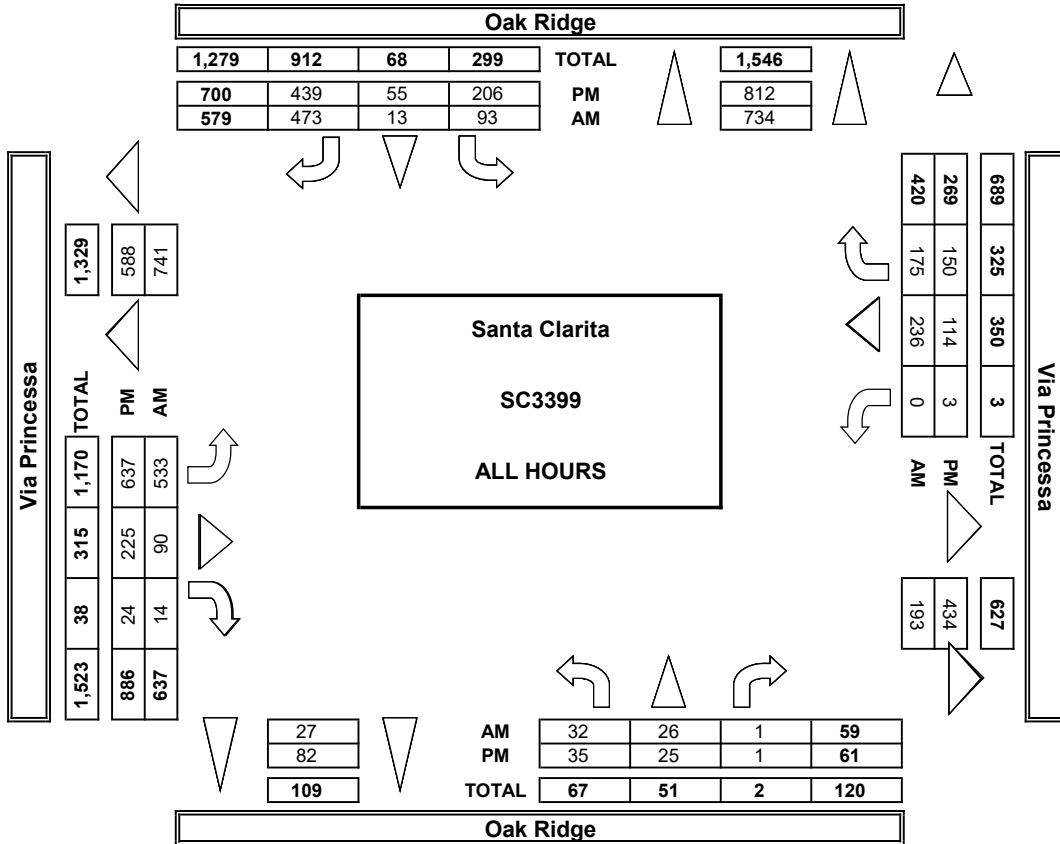 Oak Ridge
1,279 912 68 299 TOTAL 1,546
700 439 55 206 PM 812
579 473 13 93 AM 734
Via Princessa
1,329
588
741
TOTAL 1,170 315 38 1,523
PM 637 225 24 886
AM 533 90 14 637
Santa Clarita
SC3399
ALL HOURS
689 325 350 3 TOTAL 627
269 150 114 3 PM 434
420 175 236 0 AM 193
Via Princessa
27 AM 32 26 1 59
82 PM 35 25 1 61
109 TOTAL 67 51 2 120
Oak Ridge